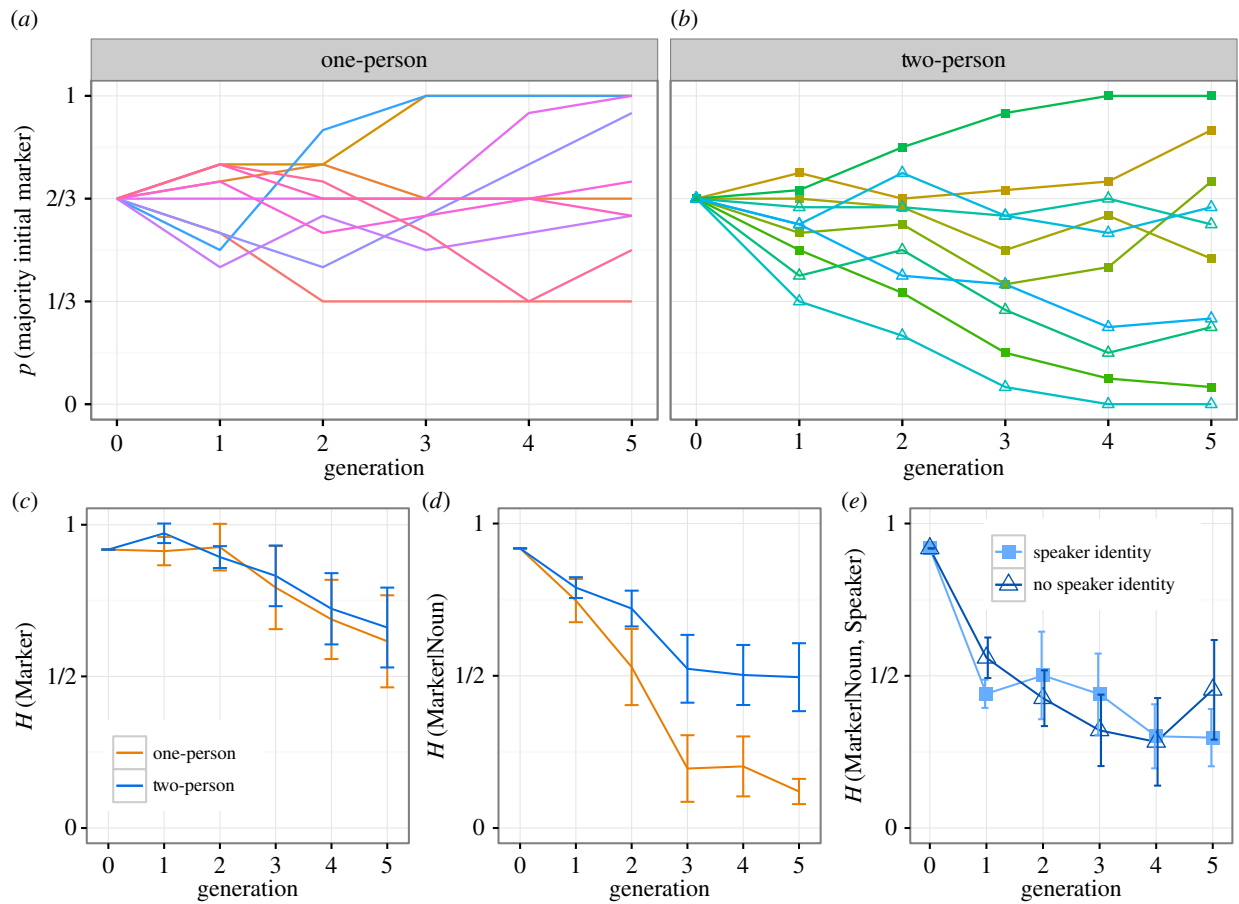 (a)
(b)
one-person
two-person
p (majority initial marker)
1
2/3
1/3
0
0 1 2 3 4 5
generation
0 1 2 3 4 5
generation
(c)
(d)
(e)
H (Marker)
1
1/2
0
one-person
two-person
0 1 2 3 4 5
generation
H (Marker|Noun)
1
1/2
0
0 1 2 3 4 5
generation
H (Marker|Noun, Speaker)
1
1/2
0
speaker identity
no speaker identity
0 1 2 3 4 5
generation